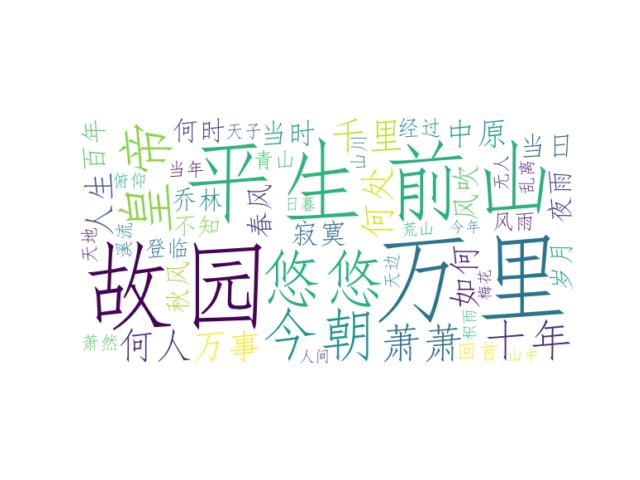 百年
皇帝
何时
天子
当时
千里
山川
经过
中原
当年
青山
平生
前山
何处
风吹
无人
乱离
当日
夜雨
人生
俯仰
乔林
不知
春风
日暮
寂寞
荒山
今年
风雨
天地
溪流
登临
秋风
故园
悠悠
天边
万里
如何
梅花
岁月
萧然
何人
万事
今朝
人间
萧萧
积雨
回首
山中
十年